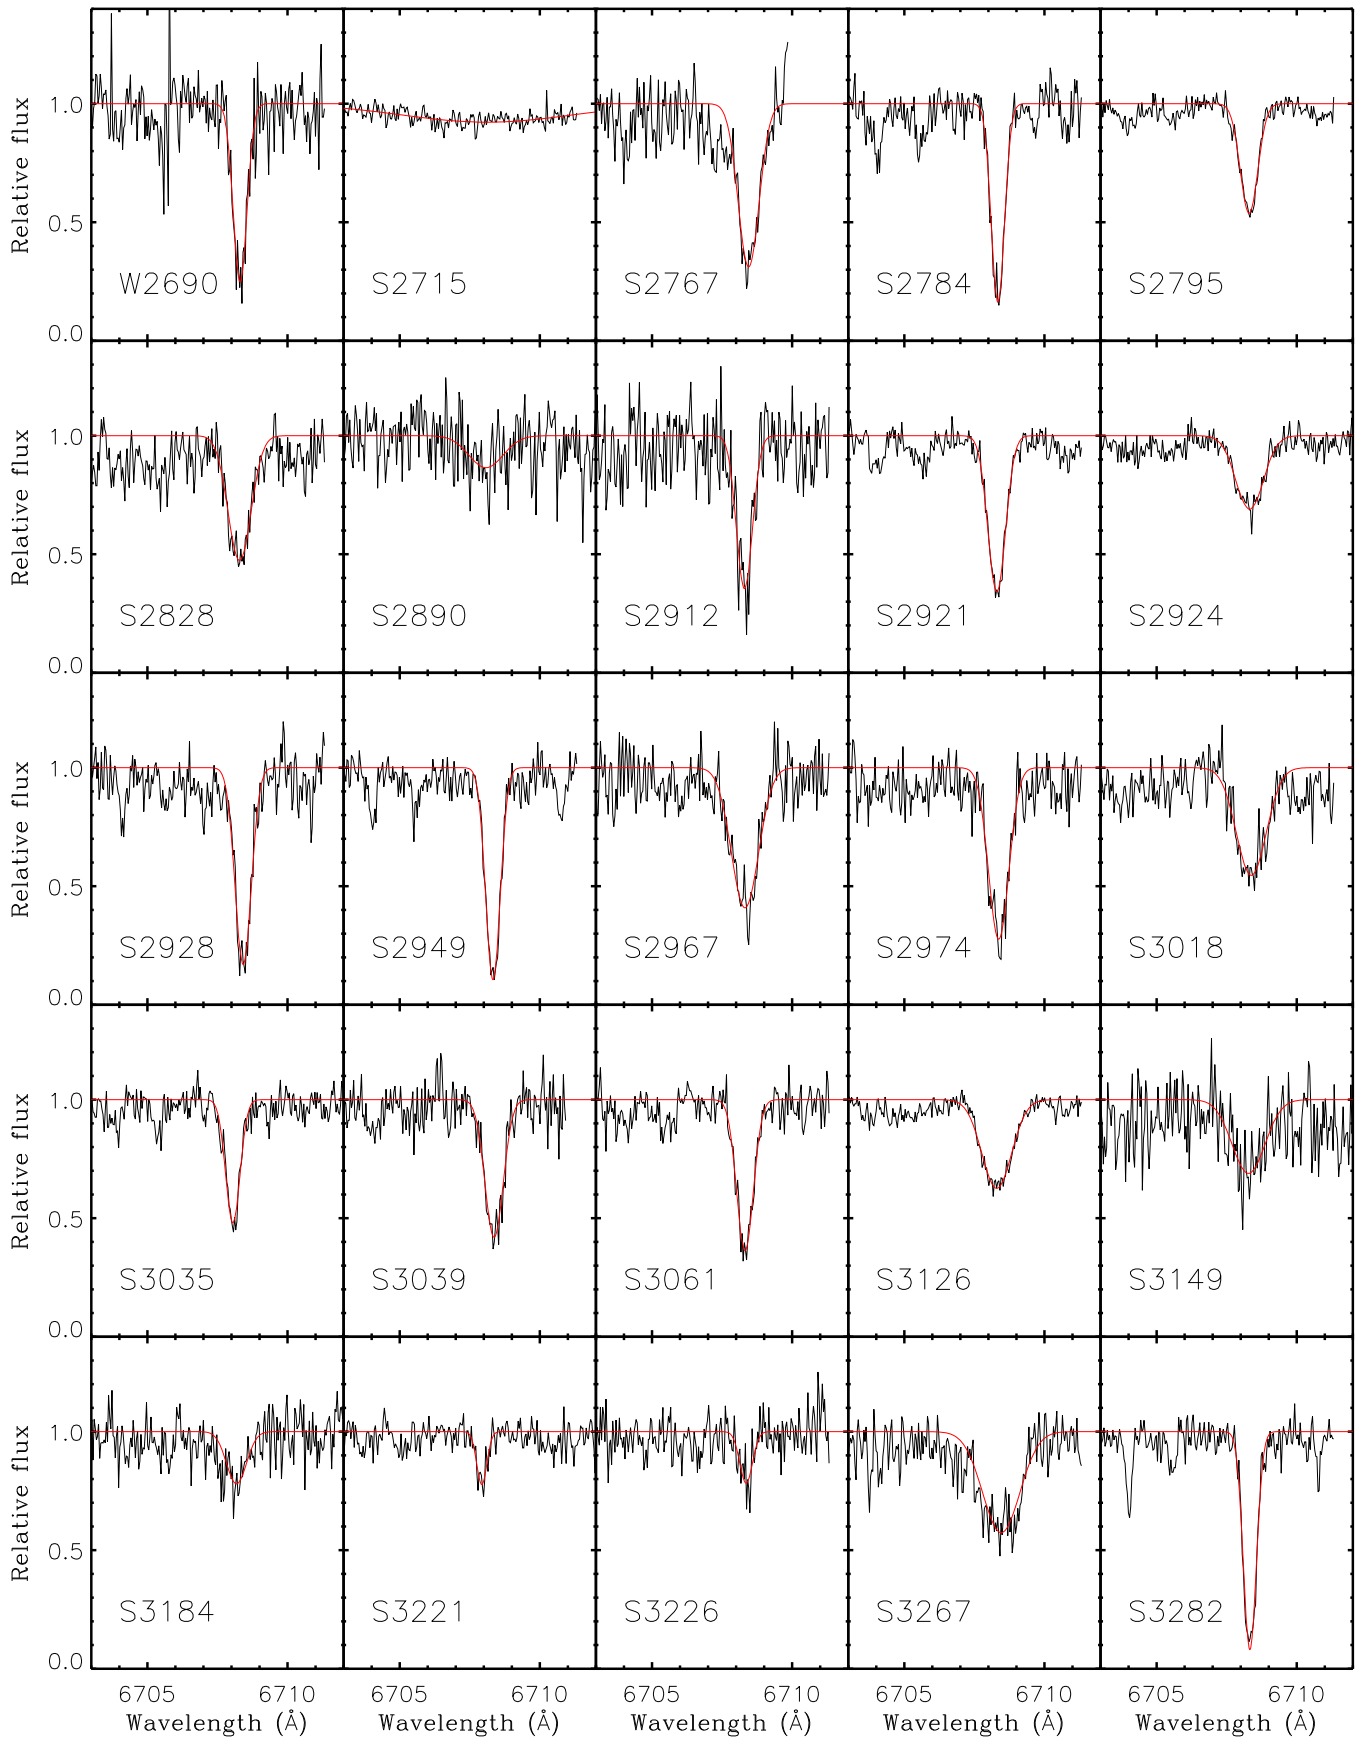 Relative flux
1.0
0.5
0.0
W2690
S2715
S2767
S2784
S2795
Relative flux
1.0
0.5
0.0
S2828
S2890
S2912
S2921
S2924
Relative flux
1.0
0.5
0.0
S2928
S2949
S2967
S2974
S3018
Relative flux
1.0
0.5
0.0
S3035
S3039
S3061
S3126
S3149
Relative flux
1.0
0.5
0.0
S3184
S3221
S3226
S3267
S3282
6705 6710 6705 6710 6705 6710 6705 6710 6705 6710
Wavelength (Å) Wavelength (Å) Wavelength (Å) Wavelength (Å) Wavelength (Å)